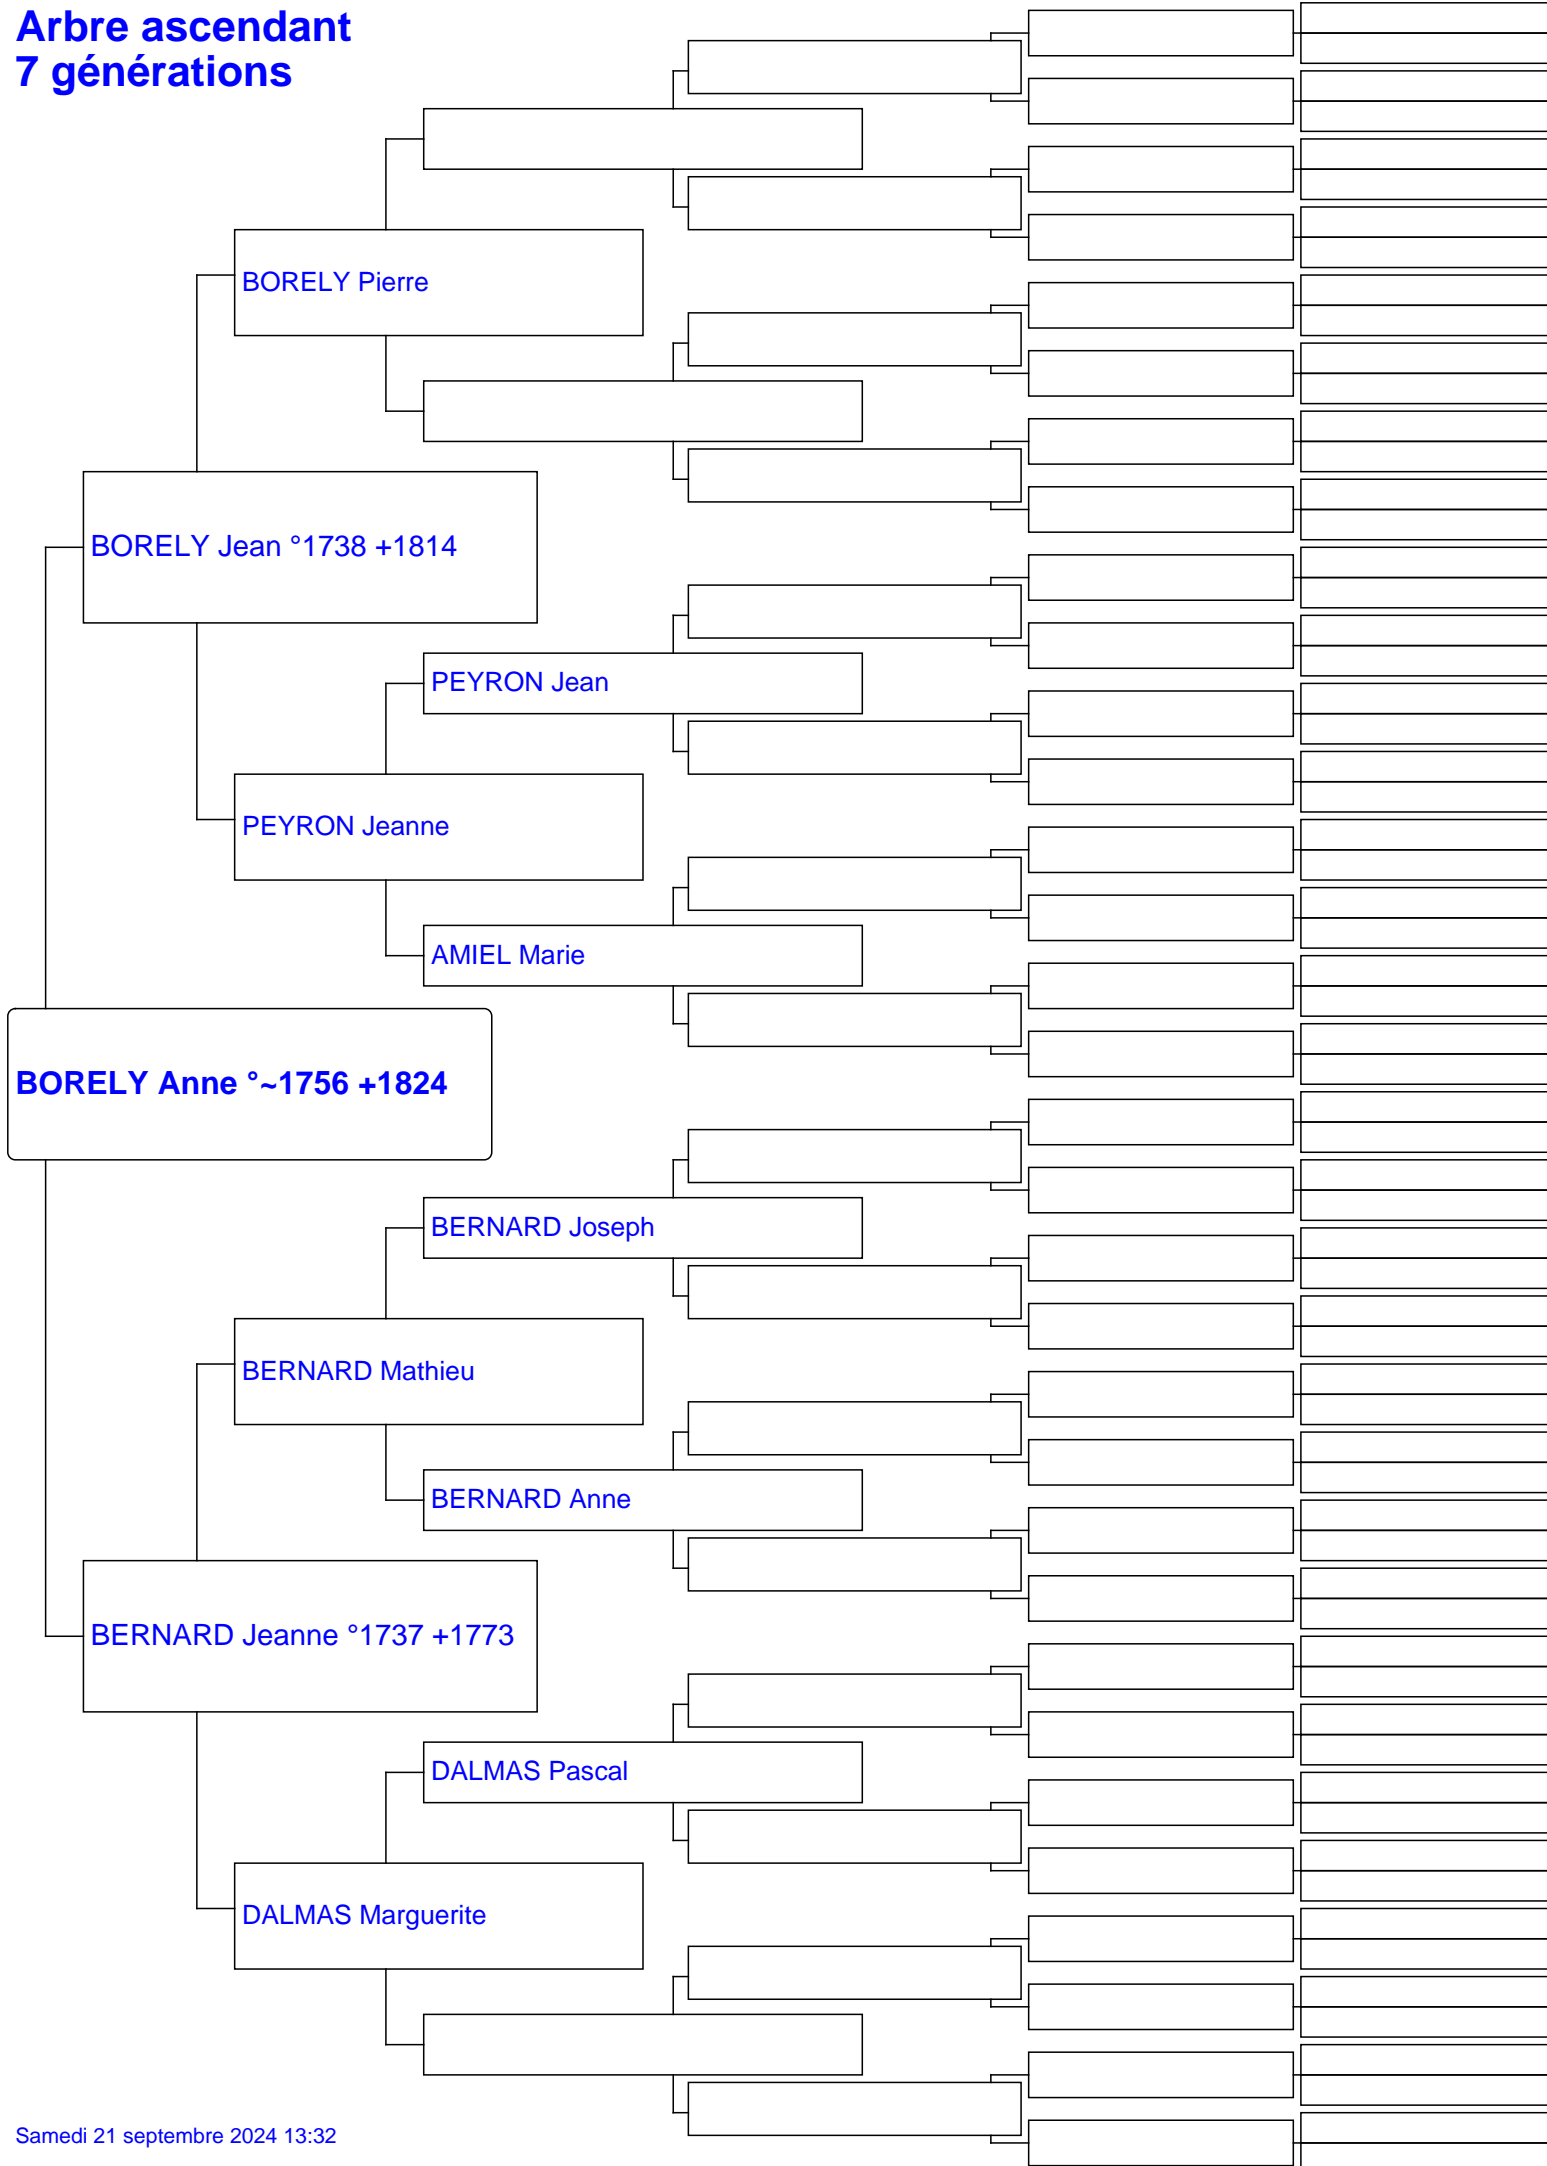 Arbre ascendant
7 générations
BORELY Pierre
BORELY Jean °1738 +1814
PEYRON Jean
PEYRON Jeanne
AMIEL Marie
BORELY Anne °~1756 +1824
BERNARD Joseph
BERNARD Mathieu
BERNARD Anne
BERNARD Jeanne °1737 +1773
DALMAS Pascal
DALMAS Marguerite
Samedi 21 septembre 2024 13:32